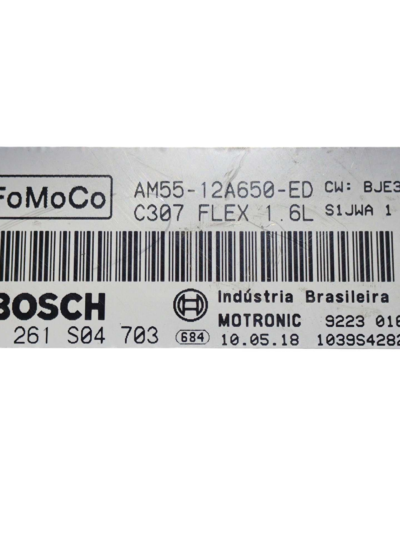 FoMoCo
AM55-12A650-ED CW: BJE3
C307 FLEX 1.6L S1JWA 1
BOSCH
Indústria Brasileira
MOTRONIC 9223 016
261 S04 703 684 10.05.18 1039S4282